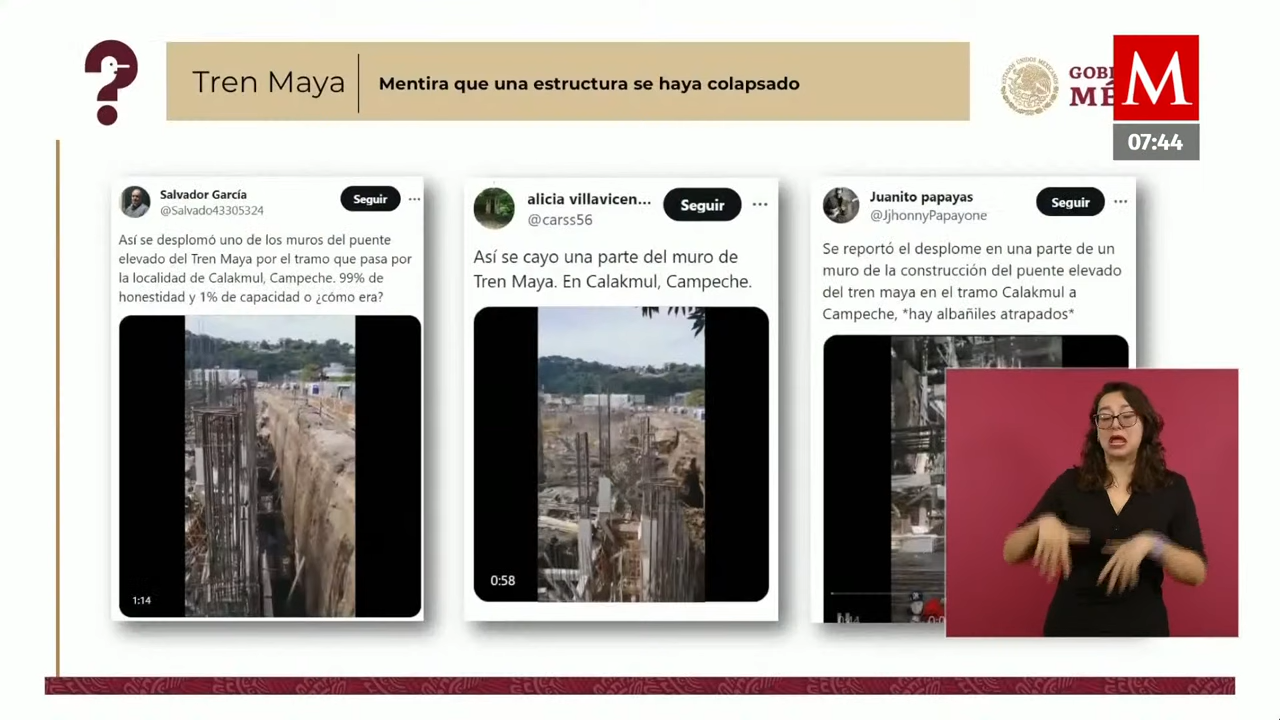 ?
Tren Maya
Mentira que una estructura se haya colapsado
GOBI
MÉ
M
07:44
Salvador García
@Salvado43305324
Seguir
Así se desplomó uno de los muros del puente
elevado del Tren Maya por el tramo que pasa por
la localidad de Calakmul, Campeche. 99% de
honestidad y 1% de capacidad o ¿cómo era?
1:14
alicia villavicen...
@carss56
Seguir
Así se cayo una parte del muro de
Tren Maya. En Calakmul, Campeche.
0:58
Juanito papayas
@JjhonnyPapayone
Seguir
Se reportó el desplome en una parte de un
muro de la construcción del puente elevado
del tren maya en el tramo Calakmul a
Campeche, *hay albañiles atrapados*